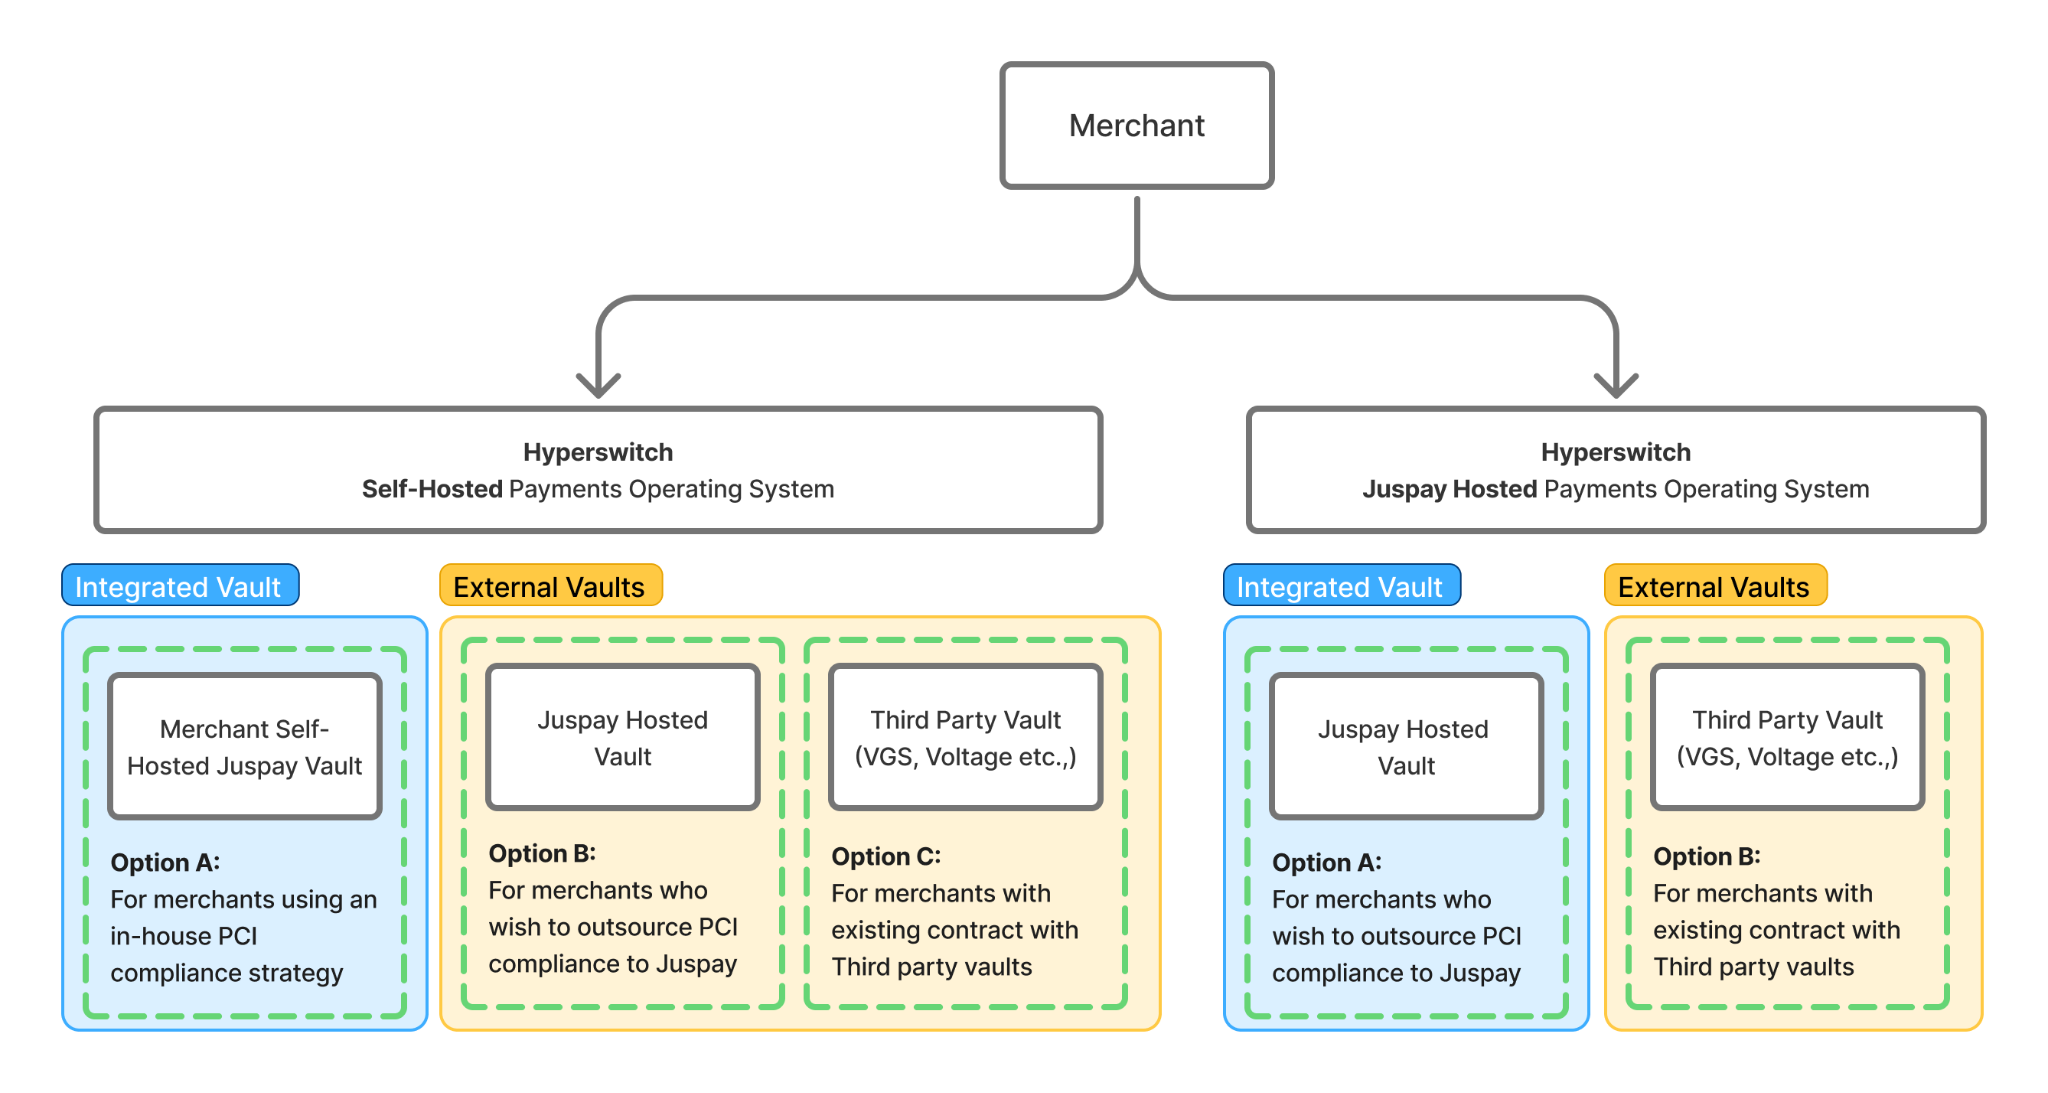 Merchant
Hyperswitch
Self-Hosted Payments Operating System
Hyperswitch
Juspay Hosted Payments Operating System
Integrated Vault
External Vaults
Integrated Vault
External Vaults
Merchant Self-
Hosted Juspay Vault
Option A:
For merchants using an
in-house PCI
compliance strategy
Juspay Hosted
Vault
Option B:
For merchants who
wish to outsource PCI
compliance to Juspay
Third Party Vault
(VGS, Voltage etc.,)
Option C:
For merchants with
existing contract with
Third party vaults
Juspay Hosted
Vault
Option A:
For merchants who
wish to outsource PCI
compliance to Juspay
Third Party Vault
(VGS, Voltage etc.,)
Option B:
For merchants with
existing contract with
Third party vaults